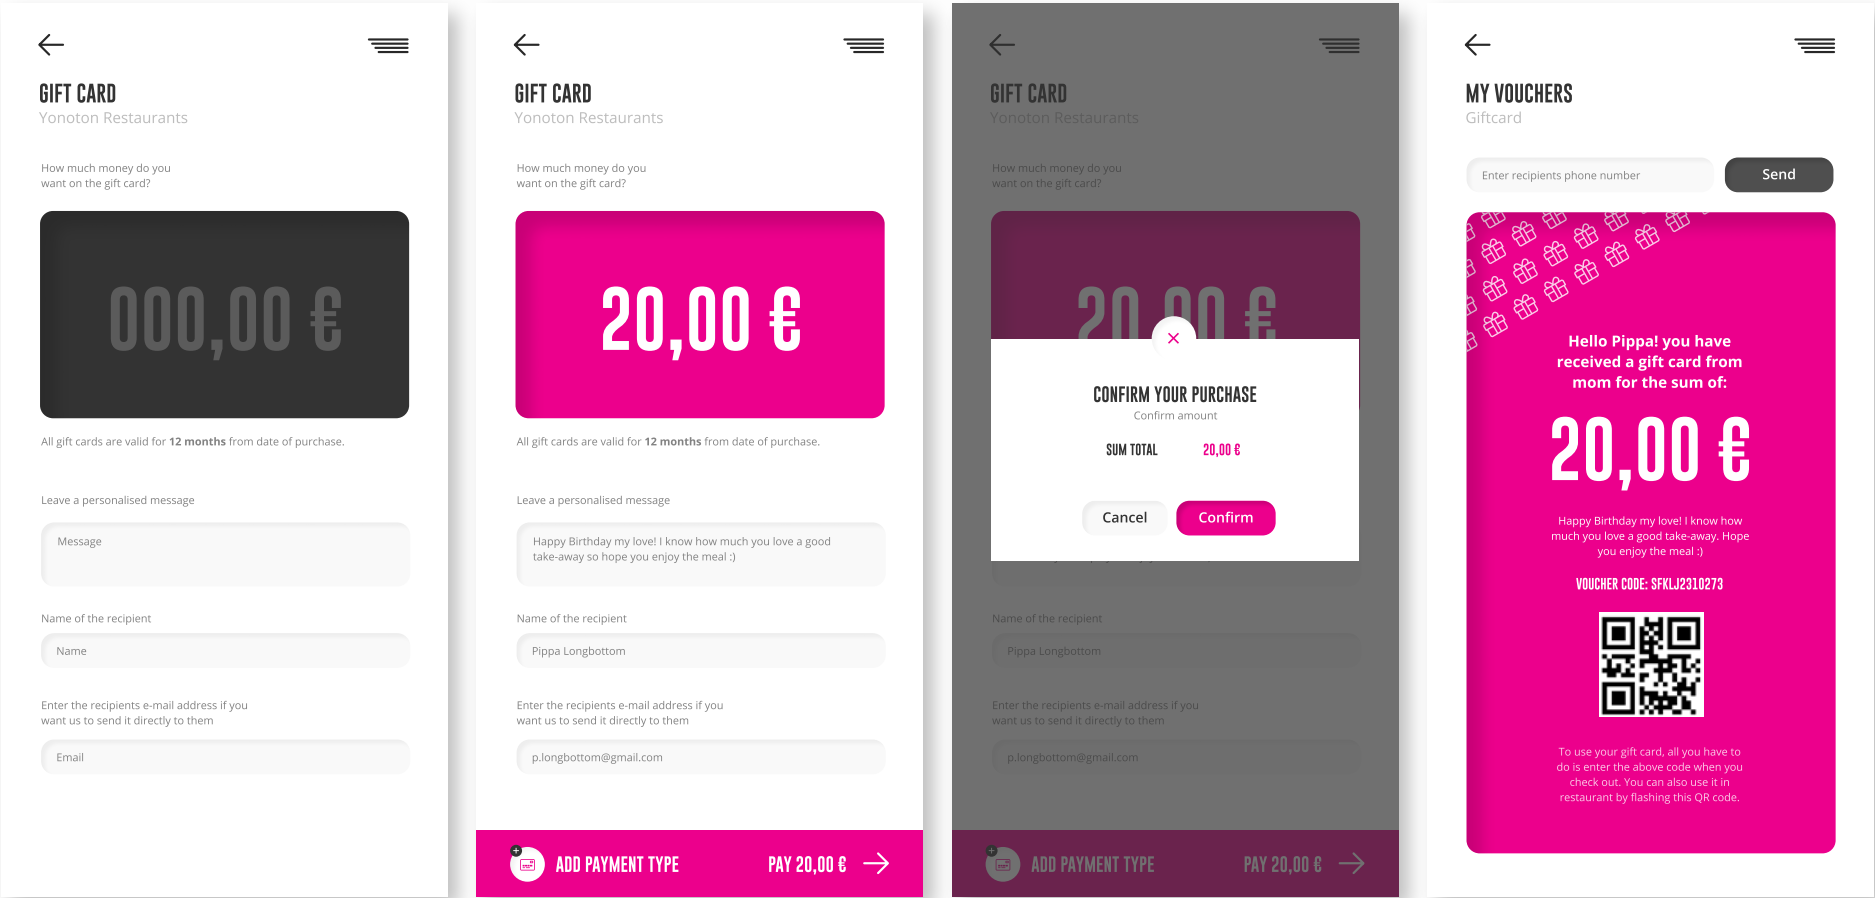 GIFT CARD
Yonoton Restaurants
How much money do you
want on the gift card?
000,00 €
All gift cards are valid for 12 months from date of purchase.
Leave a personalised message
Message
Name of the recipient
Name
Enter the recipients e-mail address if you
want us to send it directly to them
Email
GIFT CARD
Yonoton Restaurants
How much money do you
want on the gift card?
20,00 €
All gift cards are valid for 12 months from date of purchase.
Leave a personalised message
Happy Birthday my love! I know how much you love a good
take-away so hope you enjoy the meal :)
Name of the recipient
Pippa Longbottom
Enter the recipients e-mail address if you
want us to send it directly to them
p.longbottom@gmail.com
ADD PAYMENT TYPE
PAY 20,00 €
GIFT CARD
Yonoton Restaurants
How much money do you
want on the gift card?
20,00 €
CONFIRM YOUR PURCHASE
Confirm amount
SUM TOTAL 20,00 €
Cancel
Confirm
Name of the recipient
Pippa Longbottom
Enter the recipients e-mail address if you
want us to send it directly to them
p.longbottom@gmail.com
ADD PAYMENT TYPE
PAY 20,00 €
MY VOUCHERS
Giftcard
Enter recipients phone number
Send
Hello Pippa! you have
received a gift card from
mom for the sum of:
20,00 €
Happy Birthday my love! I know how
much you love a good take-away. Hope
you enjoy the meal :)
VOUCHER CODE: SFKLJ2310273
To use your gift card, all you have to
do is enter the above code when you
check out. You can also use it in
restaurant by flashing this QR code.